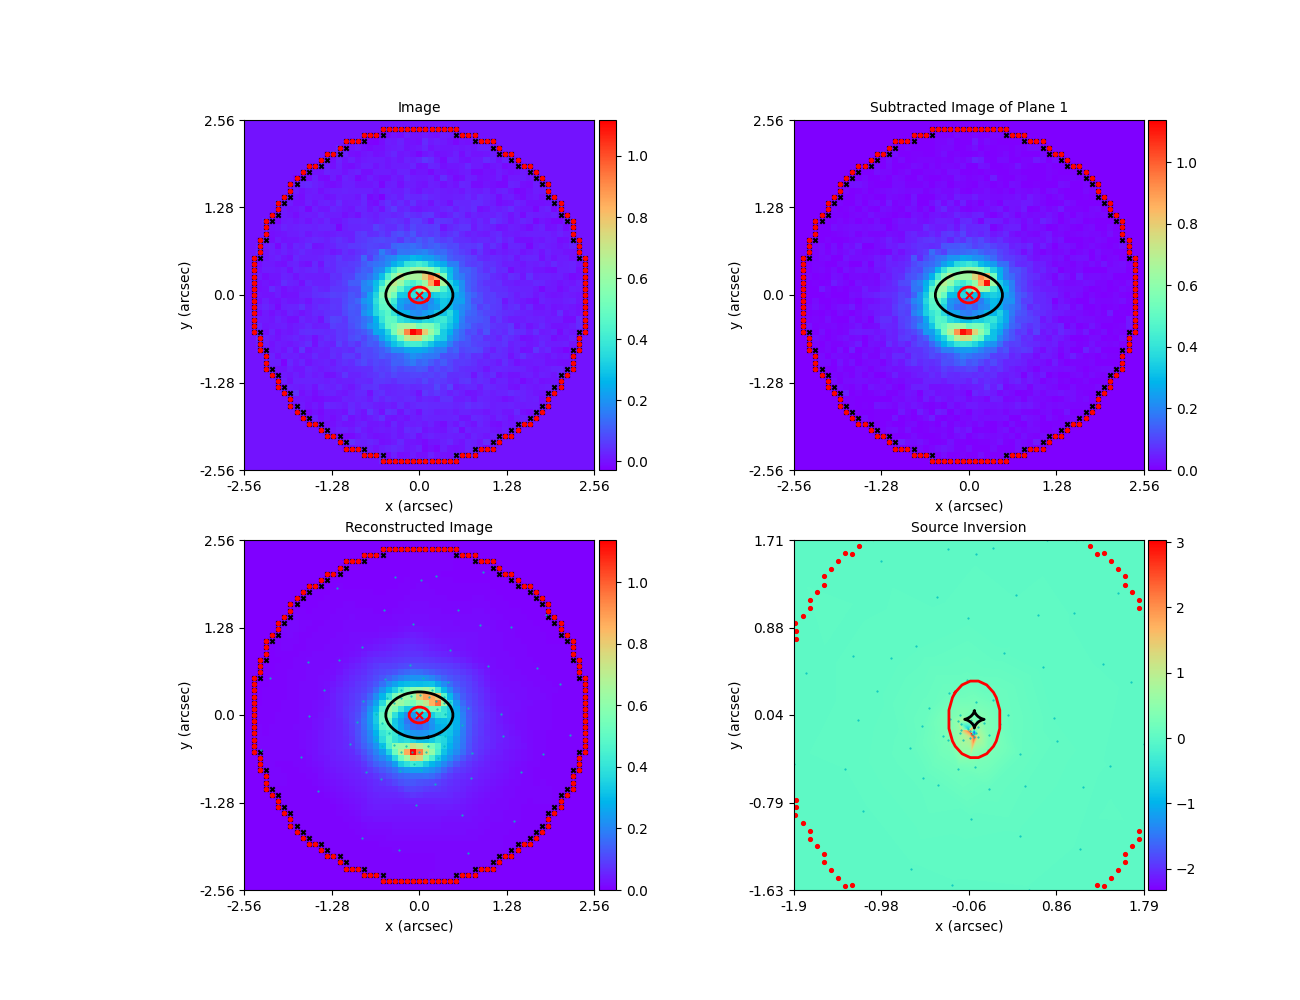 Image
2.56
1.28
0.0
-1.28
-2.56
y (arcsec)
-2.56 -1.28 0.0 1.28 2.56
x (arcsec)
1.0
0.8
0.6
0.4
0.2
0.0
Subtracted Image of Plane 1
2.56
1.28
0.0
-1.28
-2.56
y (arcsec)
-2.56 -1.28 0.0 1.28 2.56
x (arcsec)
1.0
0.8
0.6
0.4
0.2
0.0
Reconstructed Image
2.56
1.28
0.0
-1.28
-2.56
y (arcsec)
-2.56 -1.28 0.0 1.28 2.56
x (arcsec)
1.0
0.8
0.6
0.4
0.2
0.0
Source Inversion
1.71
0.88
0.04
-0.79
-1.63
y (arcsec)
-1.9 -0.98 -0.06 0.86 1.79
x (arcsec)
3
2
1
0
−1
−2